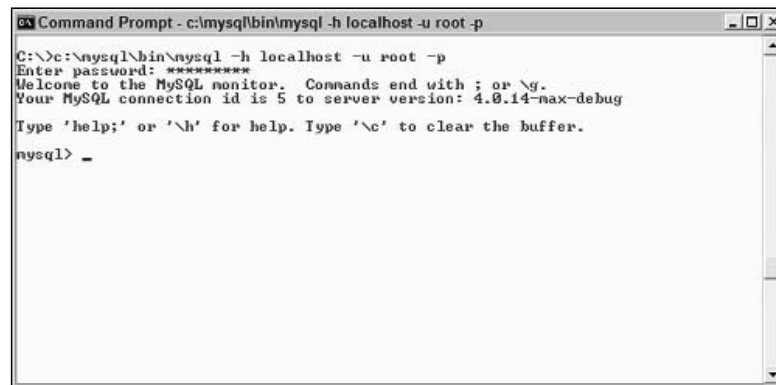 Command Prompt - c:\mysql\bin\mysql -h localhost -u root -p
C:\>c:\mysql\bin\mysql -h localhost -u root -p
Enter password: *********
Welcome to the MySQL monitor.  Commands end with ; or \g.
Your MySQL connection id is 5 to server version: 4.0.14-max-debug
Type 'help;' or '\h' for help. Type '\c' to clear the buffer.
mysql> _